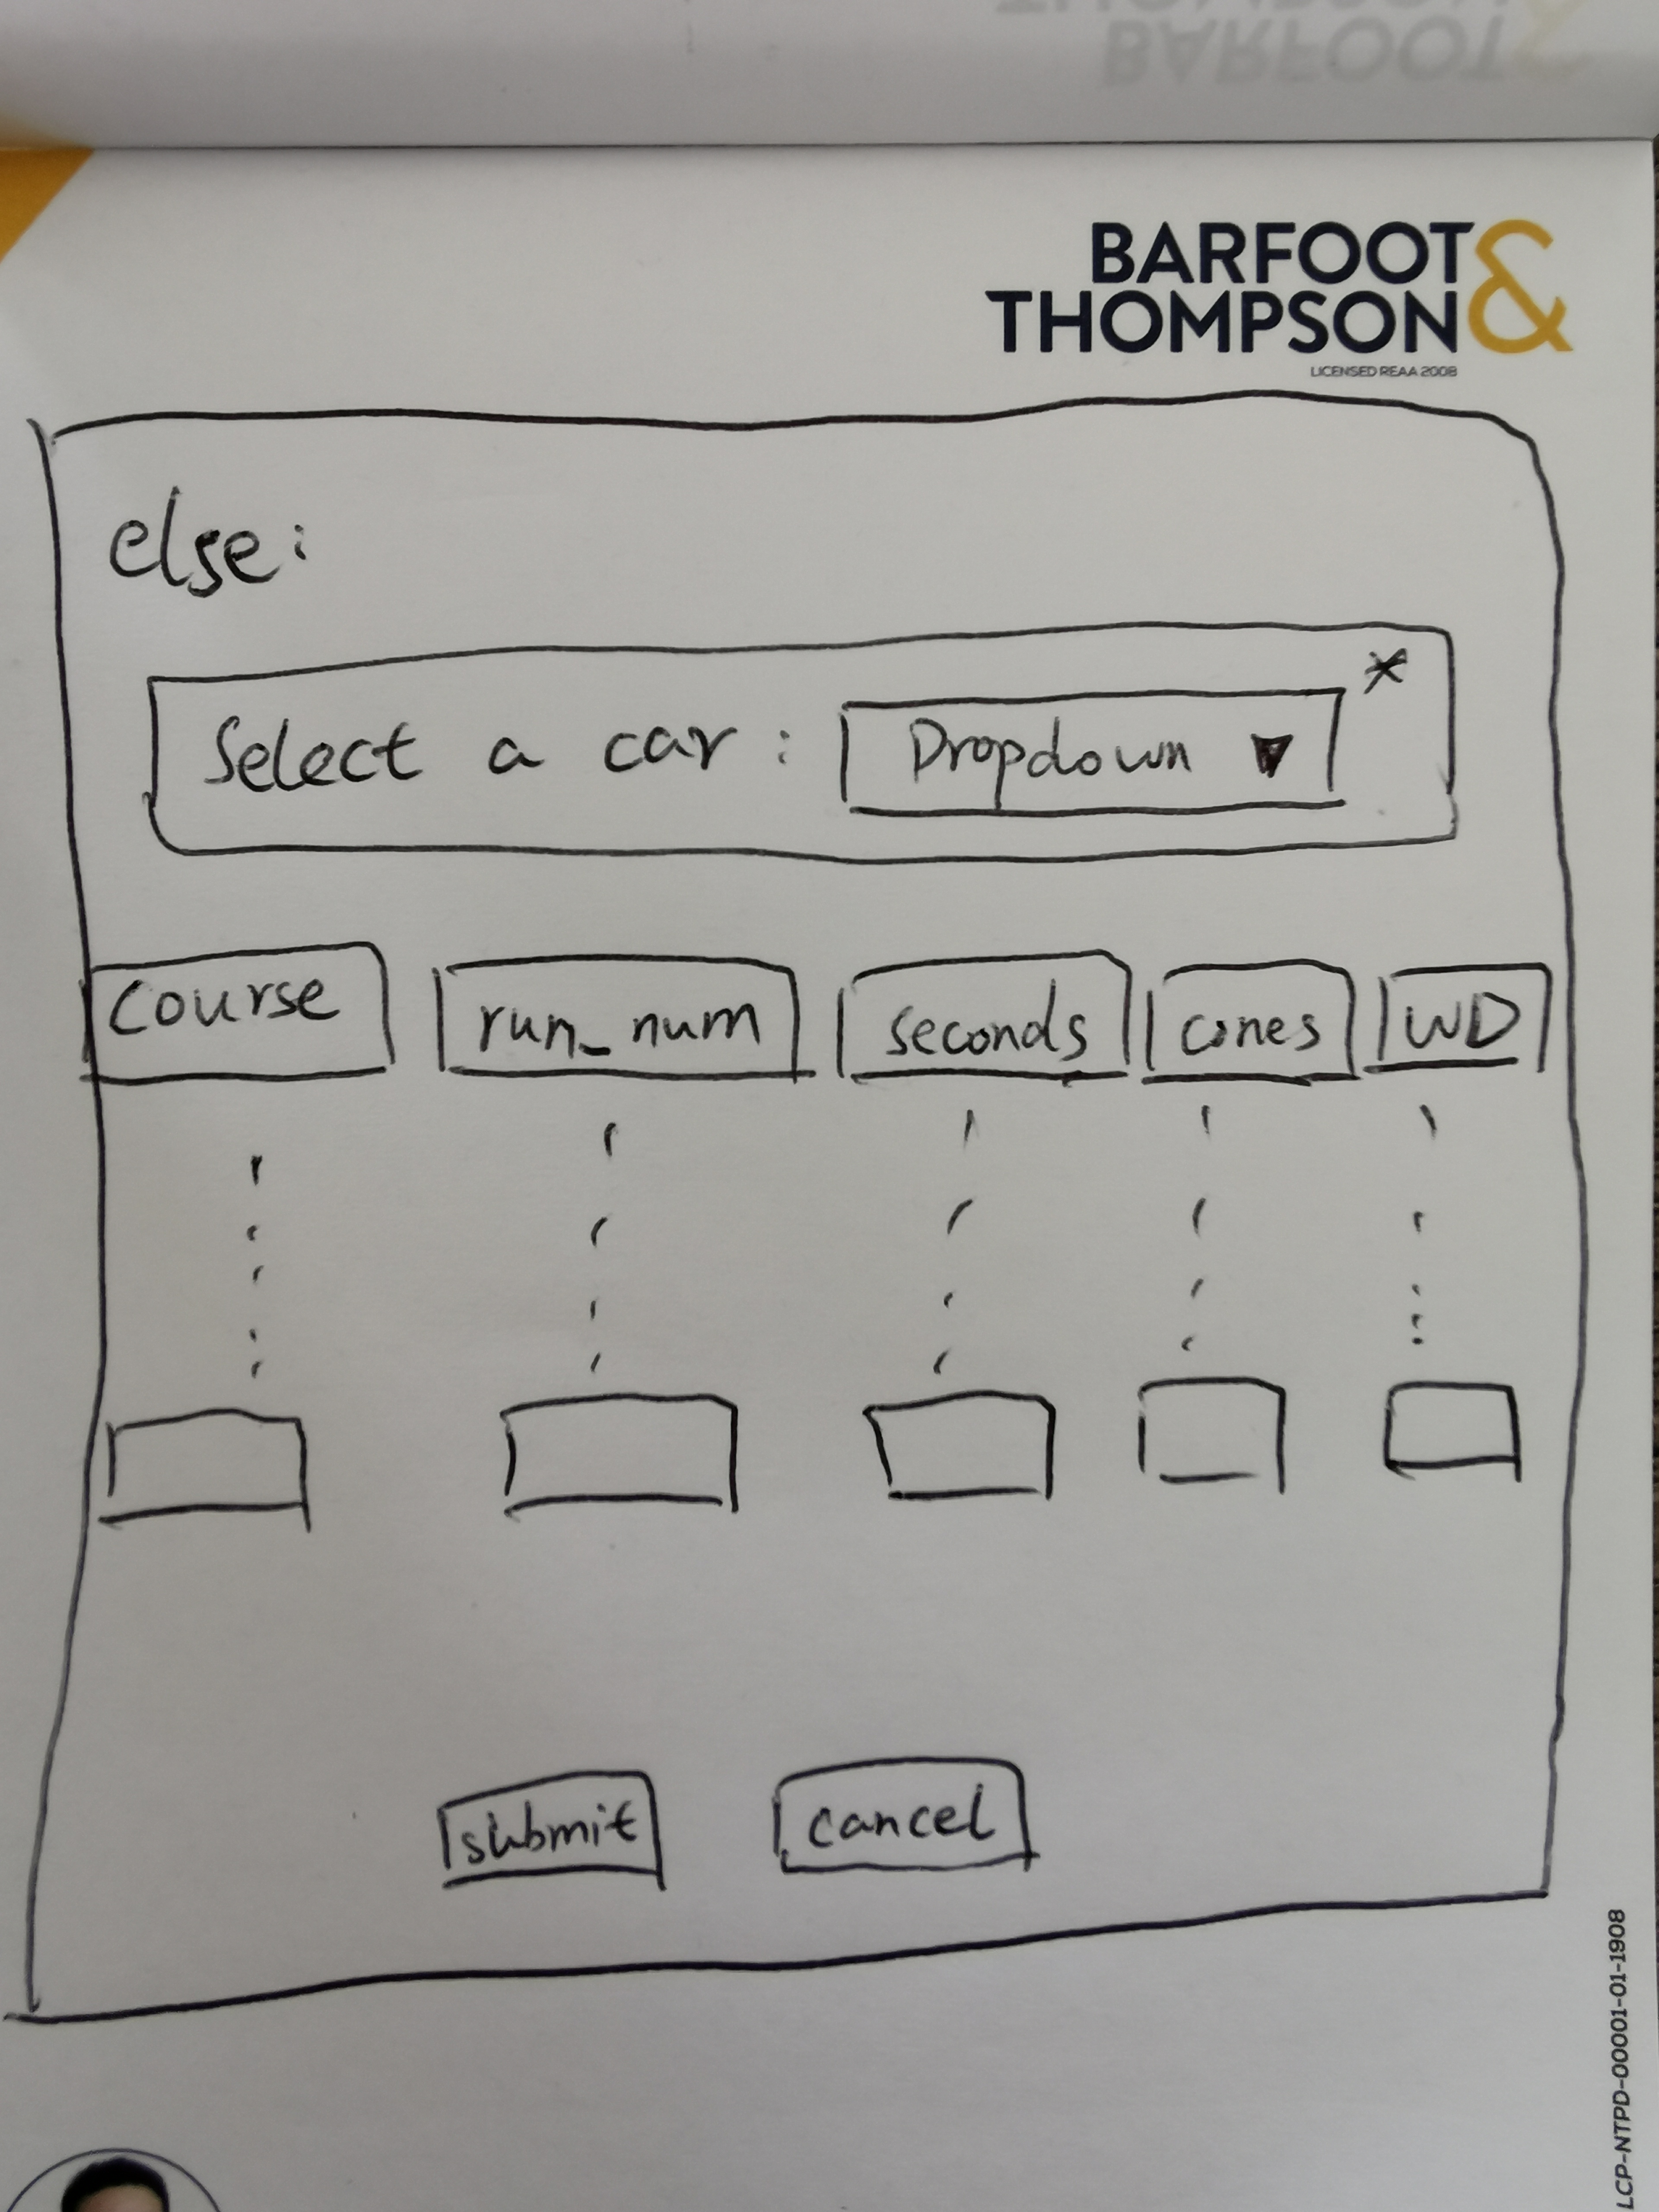 BARFOOT &
THOMPSON
LICENSED REAA 2008
else:
Select a car : Dropdown ▼ *
course run_num seconds cones WD
submit cancel
LCP-NTPD-00001-01-1908